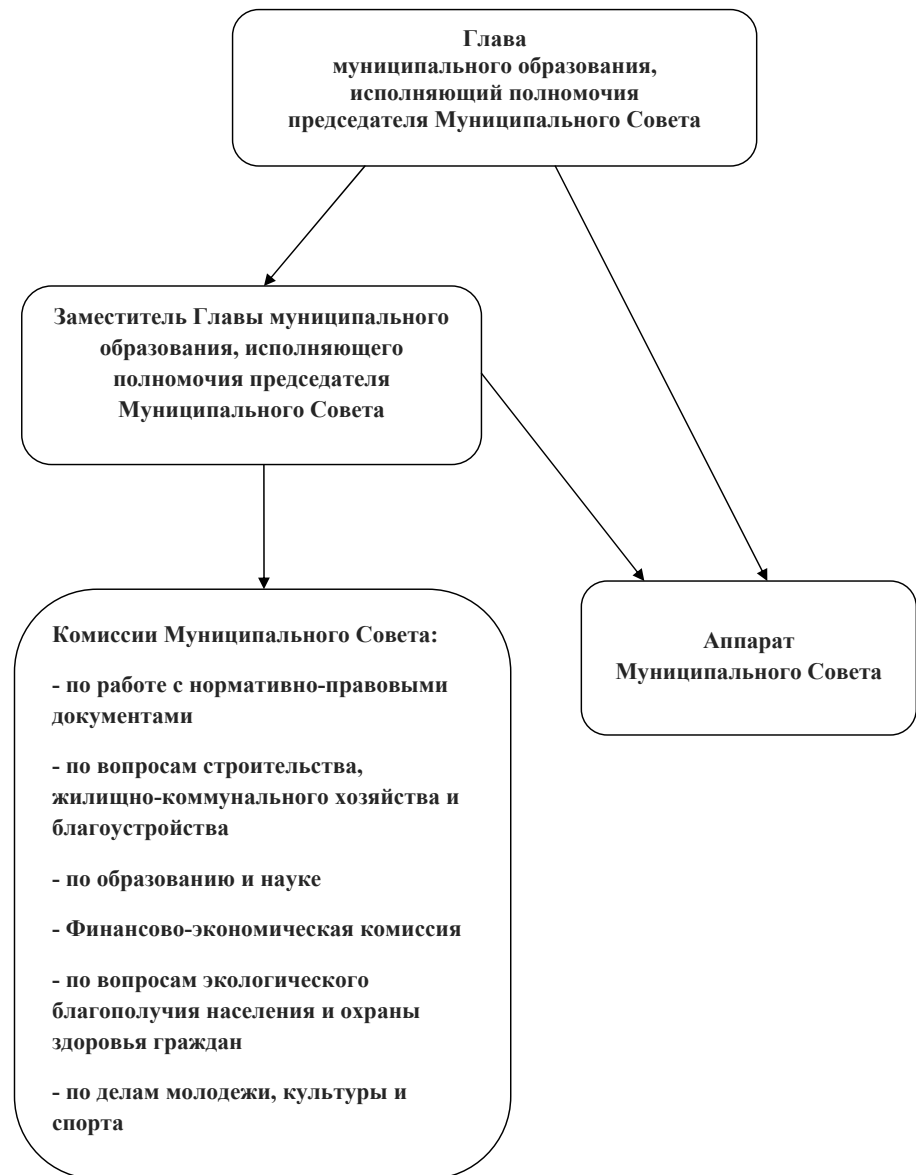 Глава
муниципального образования,
исполняющий полномочия
председателя Муниципального Совета
Заместитель Главы муниципального
образования, исполняющего
полномочия председателя
Муниципального Совета
Комиссии Муниципального Совета:
- по работе с нормативно-правовыми
документами
- по вопросам строительства,
жилищно-коммунального хозяйства и
благоустройства
- по образованию и науке
- Финансово-экономическая комиссия
- по вопросам экологического
благополучия населения и охраны
здоровья граждан
- по делам молодежи, культуры и
спорта
Аппарат
Муниципального Совета